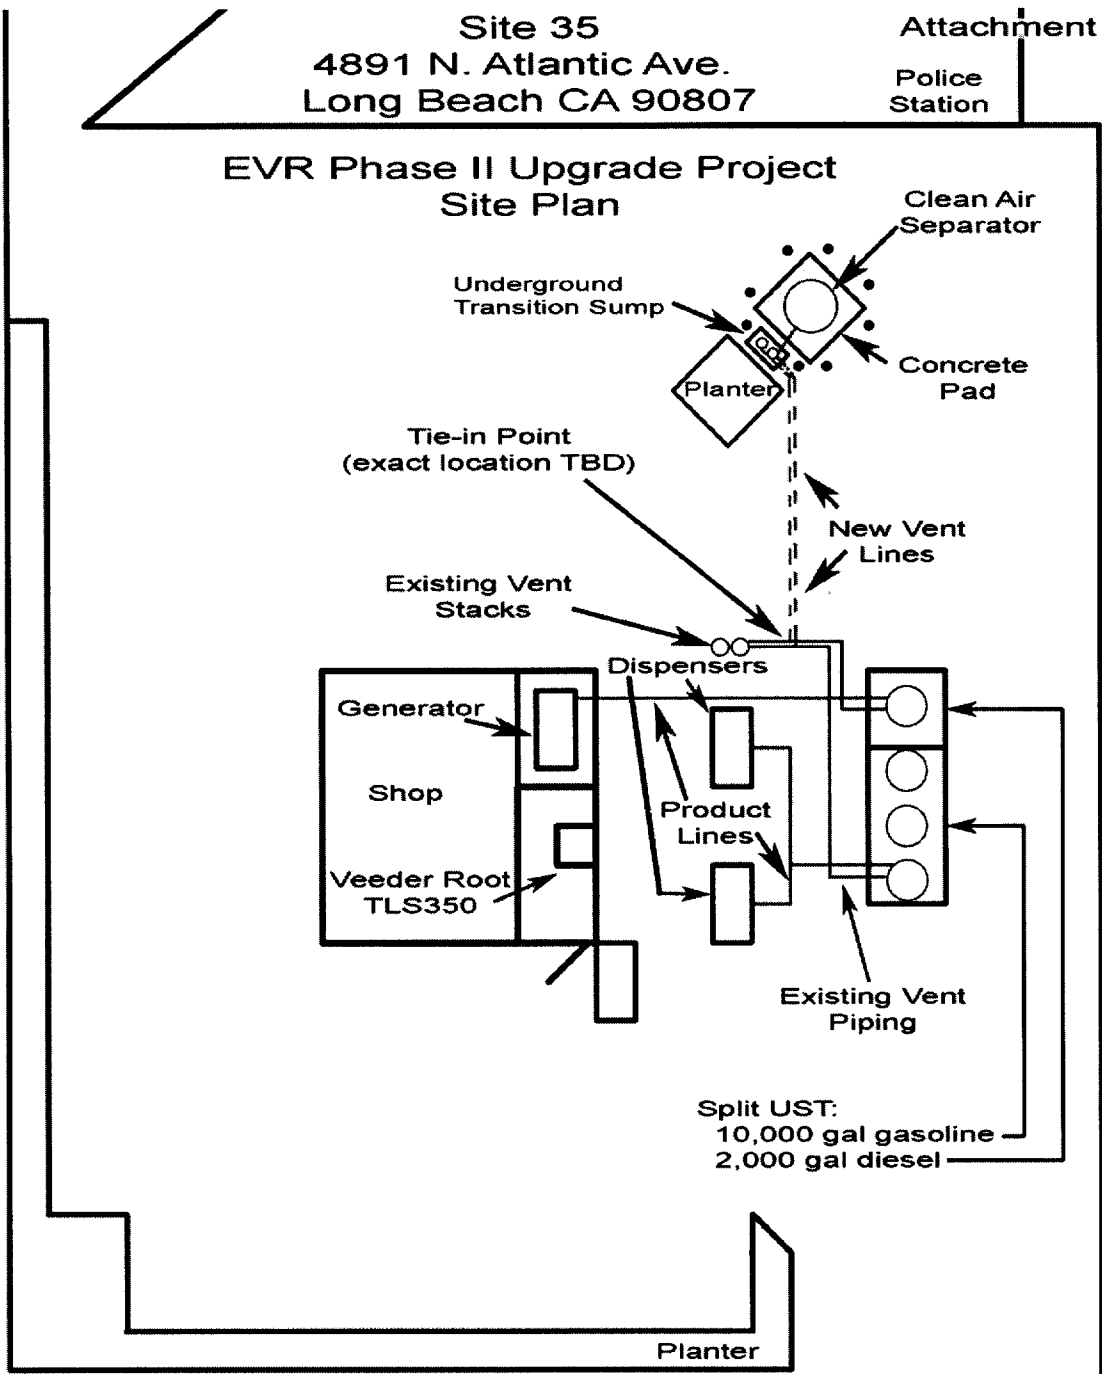 Site 35
4891 N. Atlantic Ave.
Long Beach CA 90807
Attachment
Police
Station
EVR Phase II Upgrade Project
Site Plan
Clean Air
Separator
Underground
Transition Sump
Concrete
Pad
Planter
Tie-in Point
(exact location TBD)
New Vent
Lines
Existing Vent
Stacks
Dispensers
Generator
Shop
Product
Lines
Veeder Root
TLS350
Existing Vent
Piping
Split UST:
10,000 gal gasoline
2,000 gal diesel
Planter